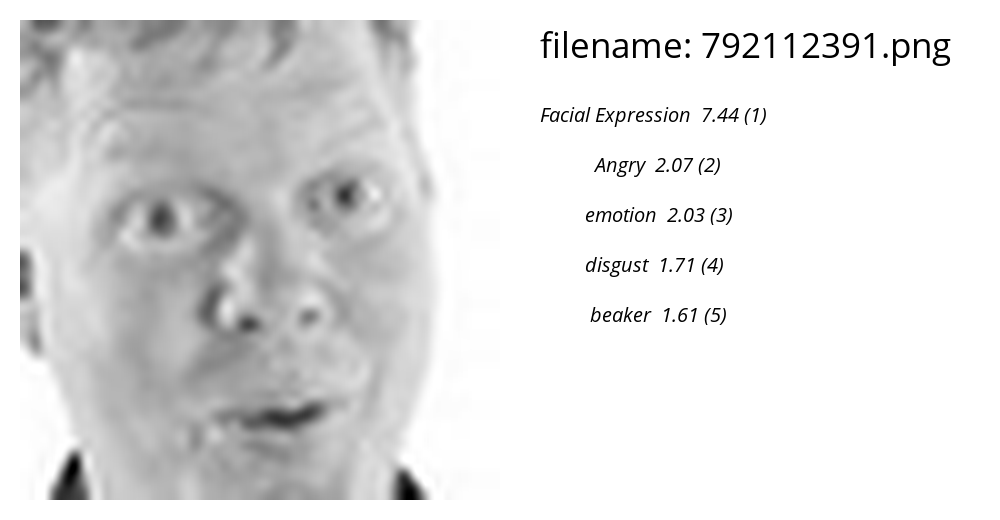 filename: 792112391.png
Facial Expression 7.44 (1)
Angry 2.07 (2)
emotion 2.03 (3)
disgust 1.71 (4)
beaker 1.61 (5)